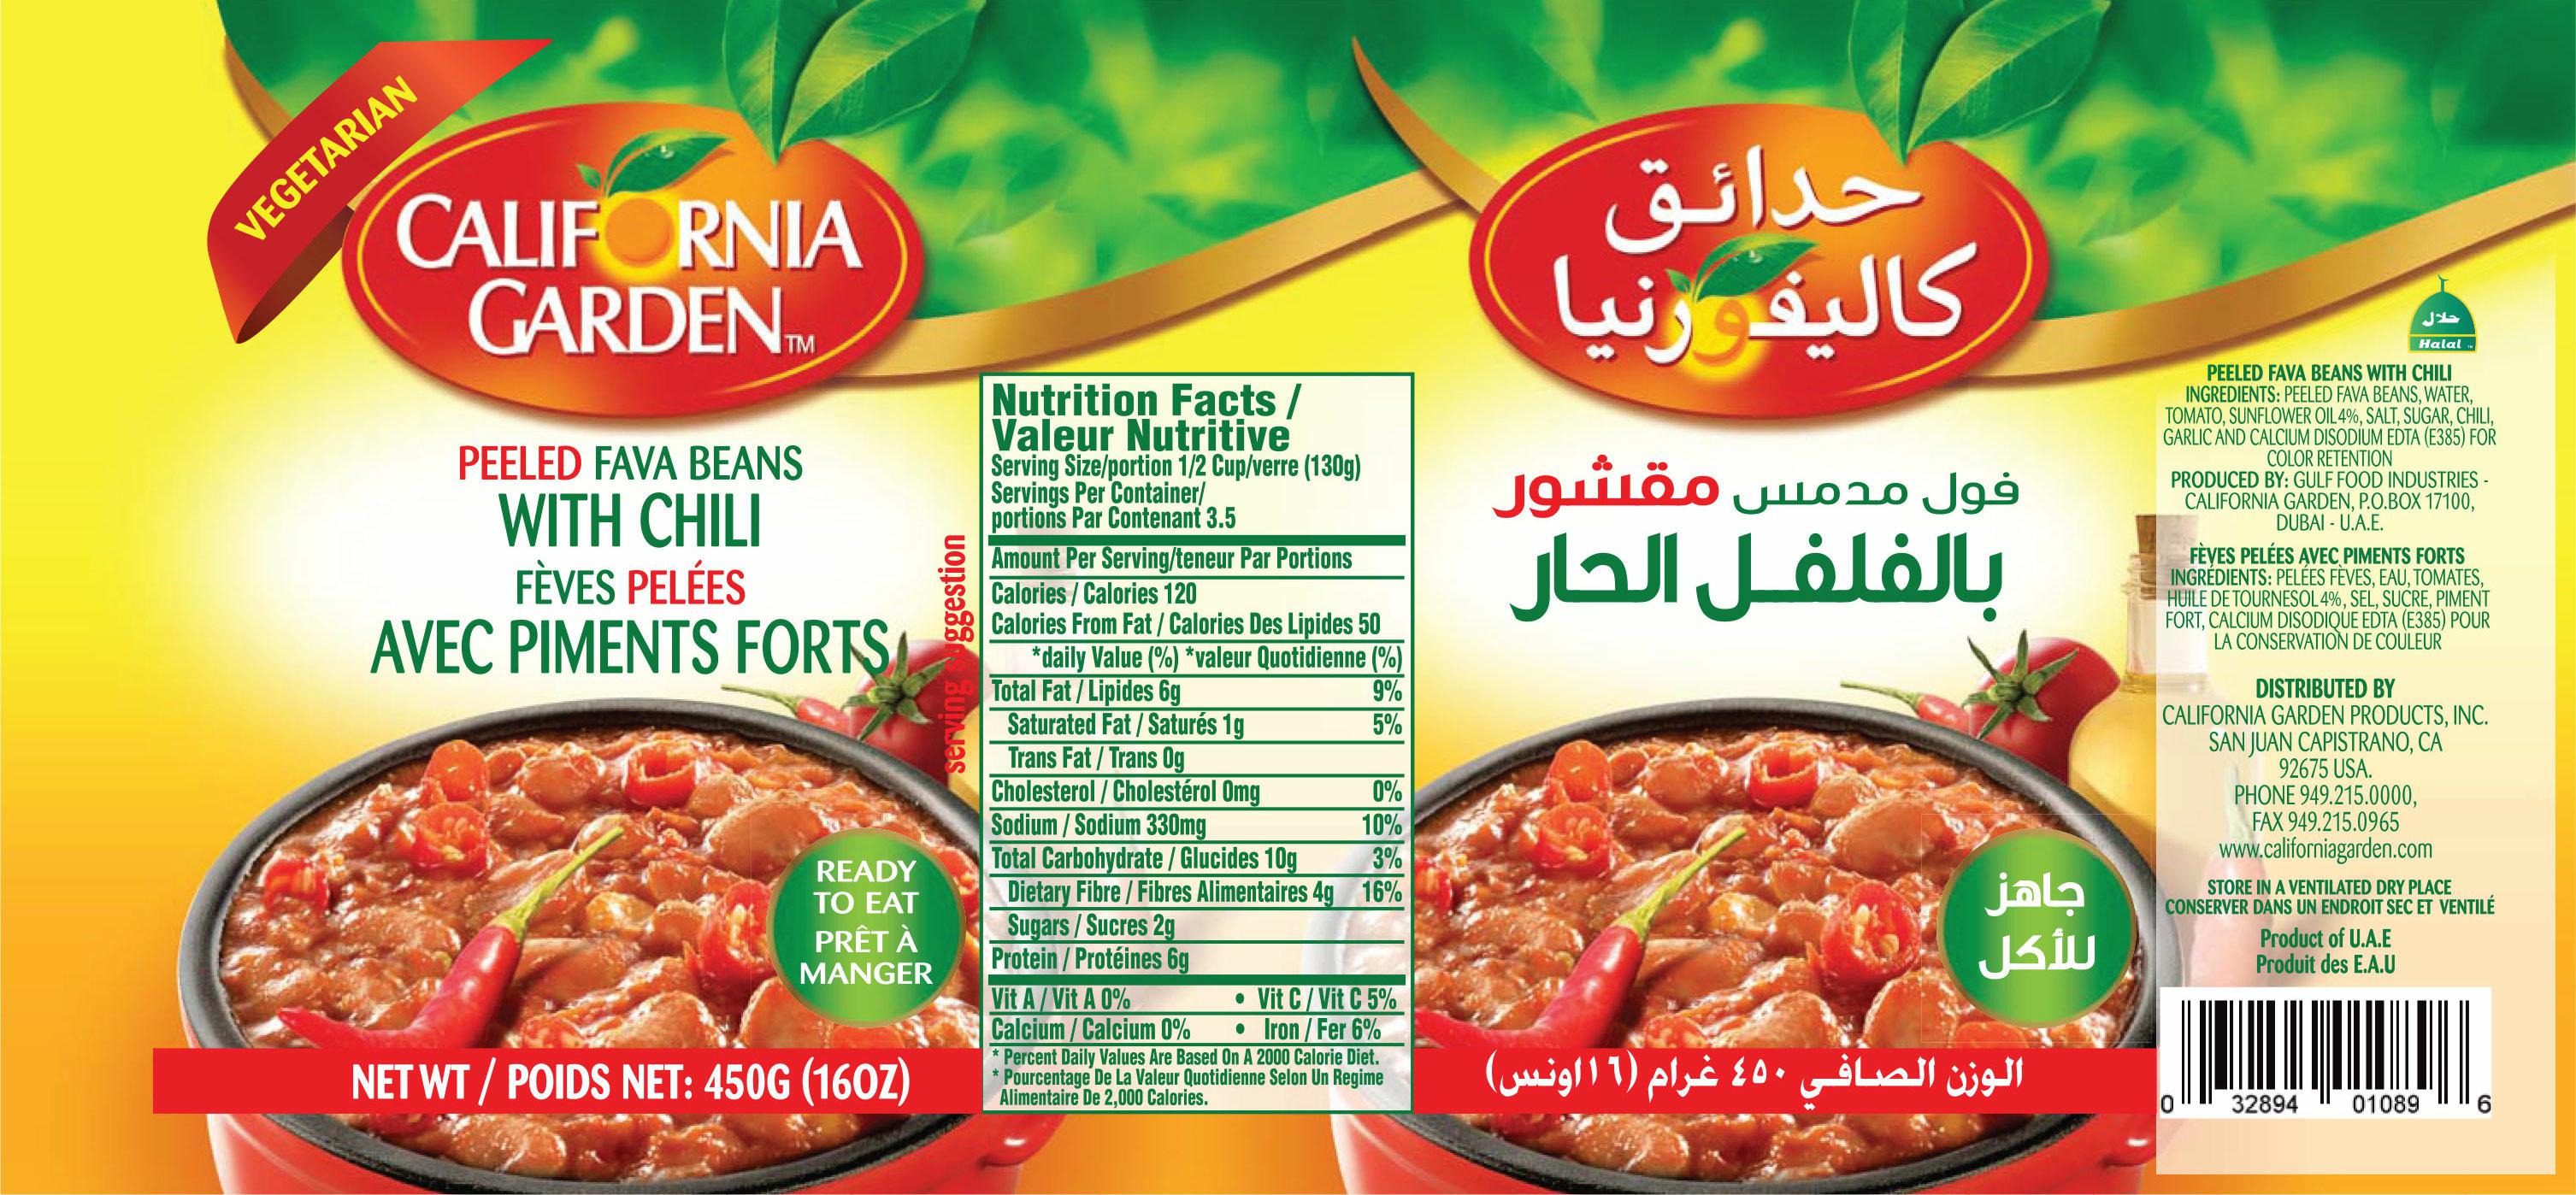 VEGETARIAN
CALIFORNIA
GARDEN™
PEELED FAVA BEANS
WITH CHILI
FÈVES PELÉES
AVEC PIMENTS FORTS
serving suggestion
READY
TO EAT
PRÊT À
MANGER
NET WT / POIDS NET: 450G (16OZ)
Nutrition Facts /
Valeur Nutritive
Serving Size/portion 1/2 Cup/verre (130g)
Servings Per Container/
portions Par Contenant 3.5
Amount Per Serving/teneur Par Portions
Calories / Calories 120
Calories From Fat / Calories Des Lipides 50
*daily Value (%) *valeur Quotidienne (%)
Total Fat / Lipides 6g 9%
Saturated Fat / Saturés 1g 5%
Trans Fat / Trans 0g
Cholesterol / Cholestérol 0mg 0%
Sodium / Sodium 330mg 10%
Total Carbohydrate / Glucides 10g 3%
Dietary Fibre / Fibres Alimentaires 4g 16%
Sugars / Sucres 2g
Protein / Protéines 6g
Vit A / Vit A 0% • Vit C / Vit C 5%
Calcium / Calcium 0% • Iron / Fer 6%
* Percent Daily Values Are Based On A 2000 Calorie Diet.
* Pourcentage De La Valeur Quotidienne Selon Un Regime
Alimentaire De 2,000 Calories.
حدائق
كاليفورنيا
فول مدمس مقشور
بالفلفل الحار
جاهز
للأكل
الوزن الصافي ٤٥٠ غرام (١٦ اونس)
حلال
Halal ™
PEELED FAVA BEANS WITH CHILI
INGREDIENTS: PEELED FAVA BEANS, WATER,
TOMATO, SUNFLOWER OIL 4%, SALT, SUGAR, CHILI,
GARLIC AND CALCIUM DISODIUM EDTA (E385) FOR
COLOR RETENTION
PRODUCED BY: GULF FOOD INDUSTRIES -
CALIFORNIA GARDEN, P.O.BOX 17100,
DUBAI - U.A.E.
FÈVES PELÉES AVEC PIMENTS FORTS
INGRÉDIENTS: PELÉES FÈVES, EAU, TOMATES,
HUILE DE TOURNESOL 4%, SEL, SUCRE, PIMENT
FORT, CALCIUM DISODIQUE EDTA (E385) POUR
LA CONSERVATION DE COULEUR
DISTRIBUTED BY
CALIFORNIA GARDEN PRODUCTS, INC.
SAN JUAN CAPISTRANO, CA
92675 USA.
PHONE 949.215.0000,
FAX 949.215.0965
www.californiagarden.com
STORE IN A VENTILATED DRY PLACE
CONSERVER DANS UN ENDROIT SEC ET VENTILÉ
Product of U.A.E
Produit des E.A.U
0 32894 01089 6